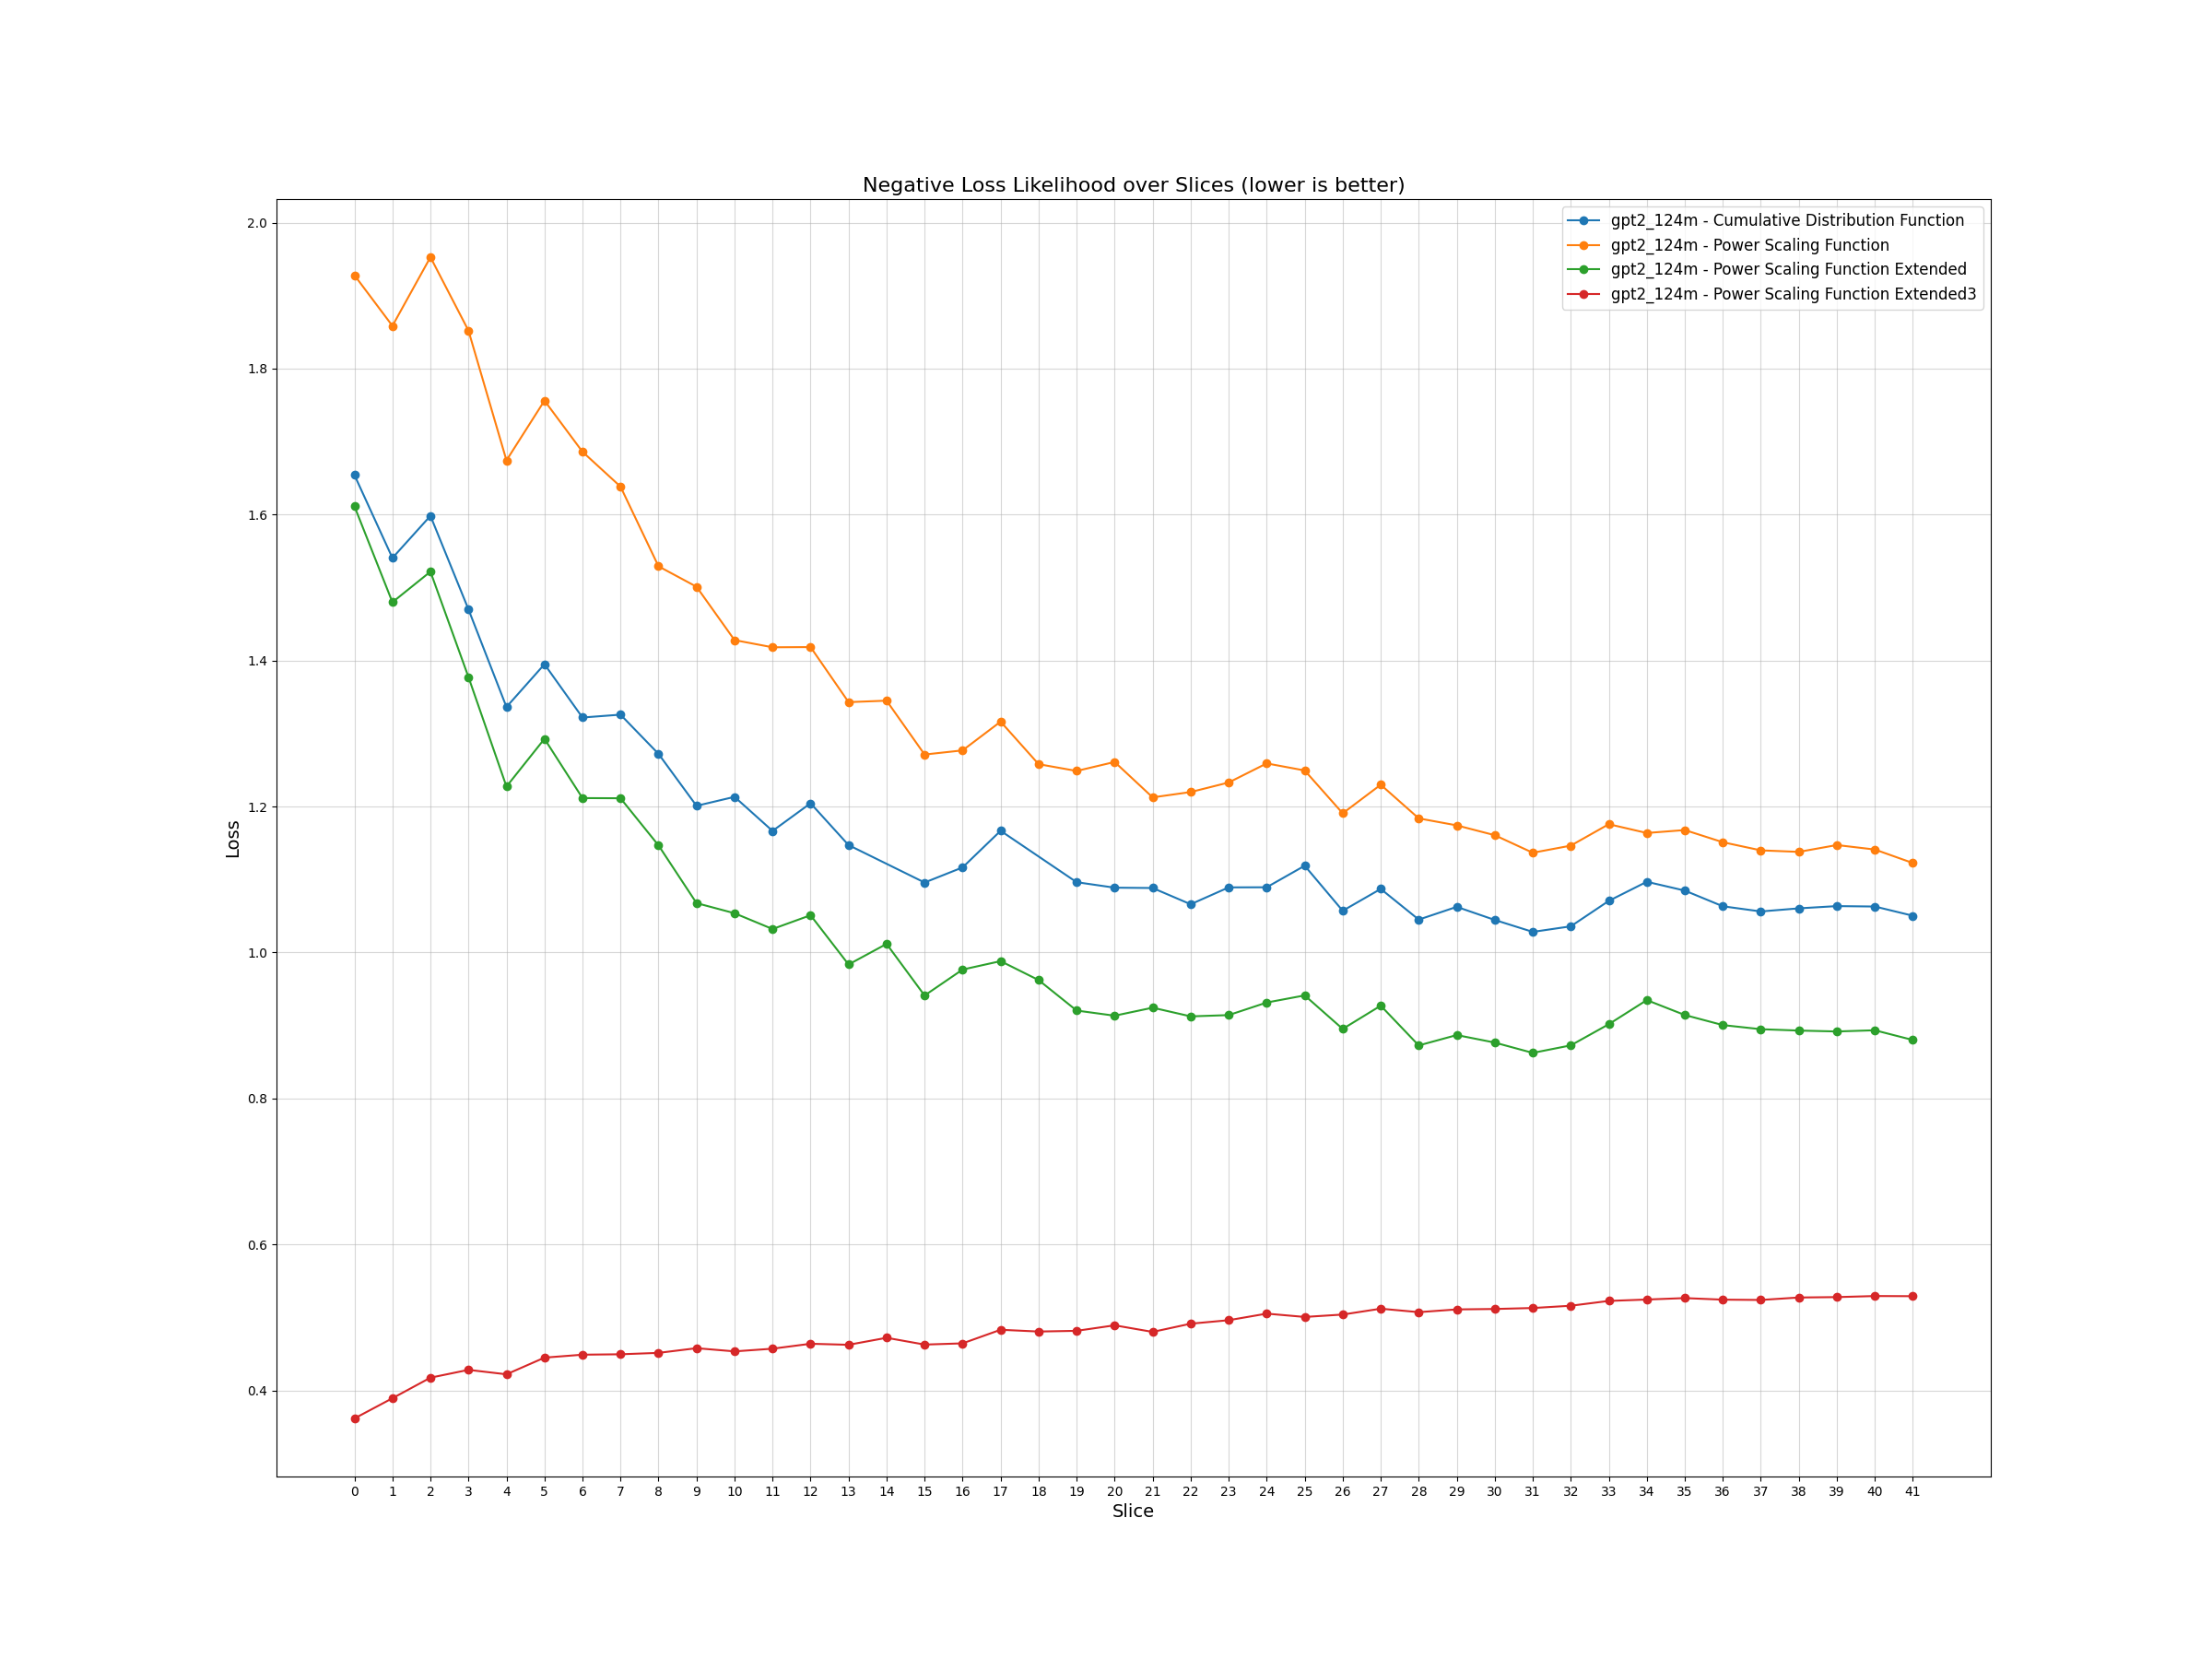 Negative Loss Likelihood over Slices (lower is better)
gpt2_124m - Cumulative Distribution Function
gpt2_124m - Power Scaling Function
gpt2_124m - Power Scaling Function Extended
gpt2_124m - Power Scaling Function Extended3
2.0
1.8
1.6
1.4
1.2
1.0
0.8
0.6
0.4
Loss
0 1 2 3 4 5 6 7 8 9 10 11 12 13 14 15 16 17 18 19 20 21 22 23 24 25 26 27 28 29 30 31 32 33 34 35 36 37 38 39 40 41
Slice